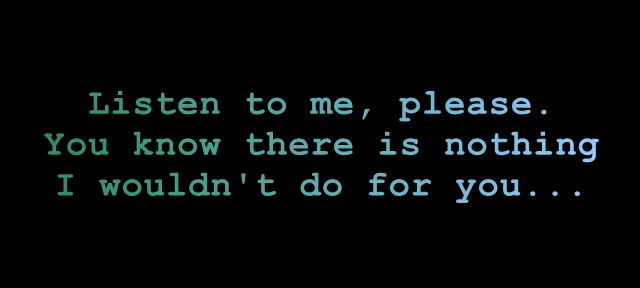 Listen to me, please.
You know there is nothing
I wouldn't do for you...